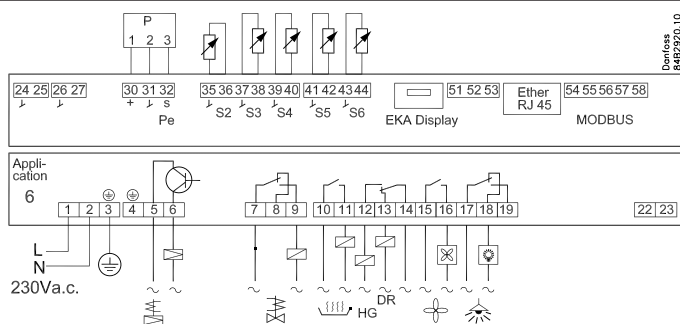 P
1 2 3
Danfoss
84B2920.10
24 25 26 27 30 31 32 35 36 37 38 39 40 41 42 43 44 51 52 53 Ether RJ 45 54 55 56 57 58
+ s
Pe S2 S3 S4 S5 S6 EKA Display MODBUS
Appli-
cation
6
1 2 3 4 5 6 7 8 9 10 11 12 13 14 15 16 17 18 19 22 23
L
N
230Va.c.
HG DR